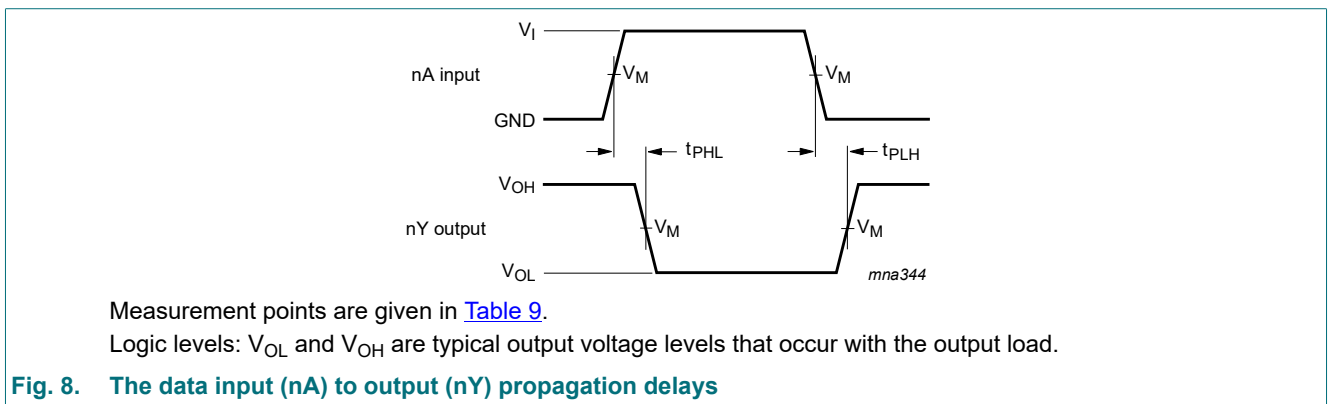 V_I
nA input
V_M
V_M
GND
t_PHL
t_PLH
V_OH
nY output
V_M
V_M
V_OL
mna344
Measurement points are given in Table 9.
Logic levels: V_OL and V_OH are typical output voltage levels that occur with the output load.
Fig. 8. The data input (nA) to output (nY) propagation delays